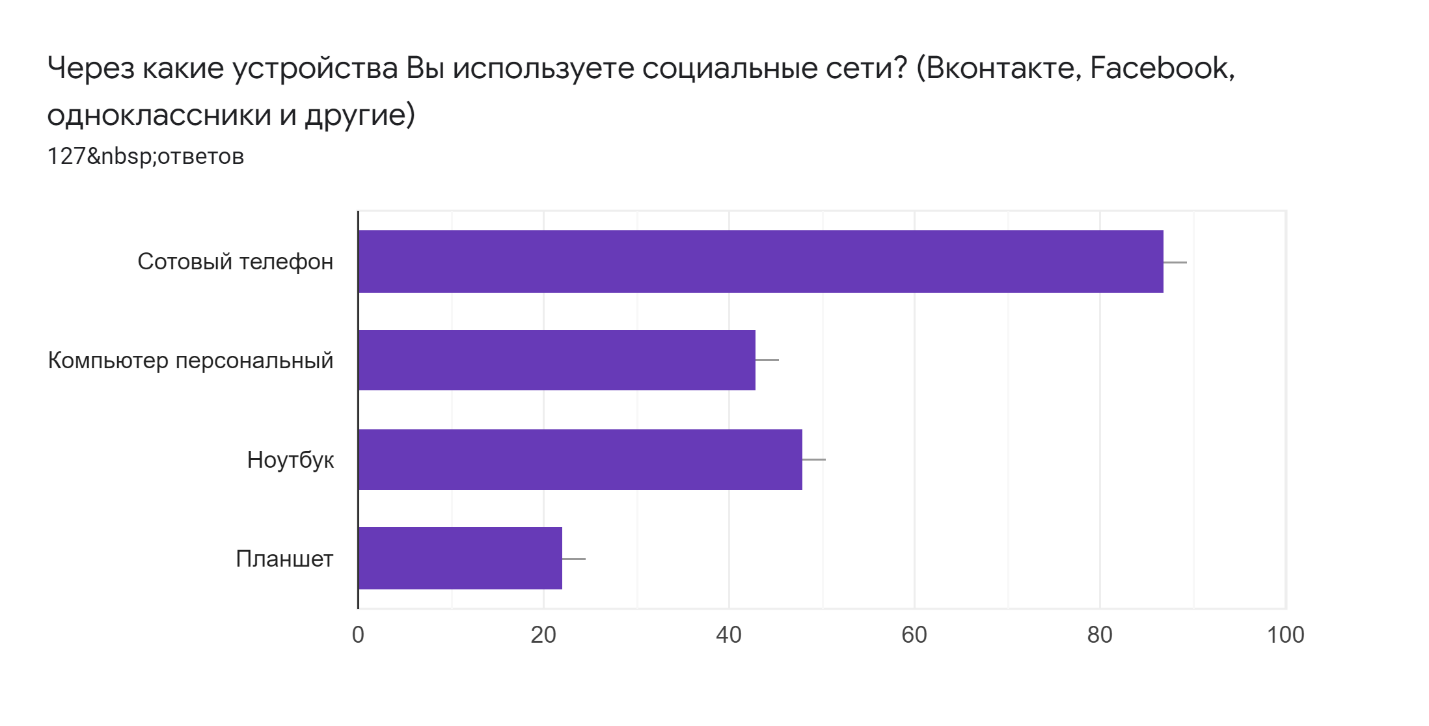 Через какие устройства Вы используете социальные сети? (Вконтакте, Facebook,
одноклассники и другие)
127&nbsp;ответов
Сотовый телефон
Компьютер персональный
Ноутбук
Планшет
0 20 40 60 80 100